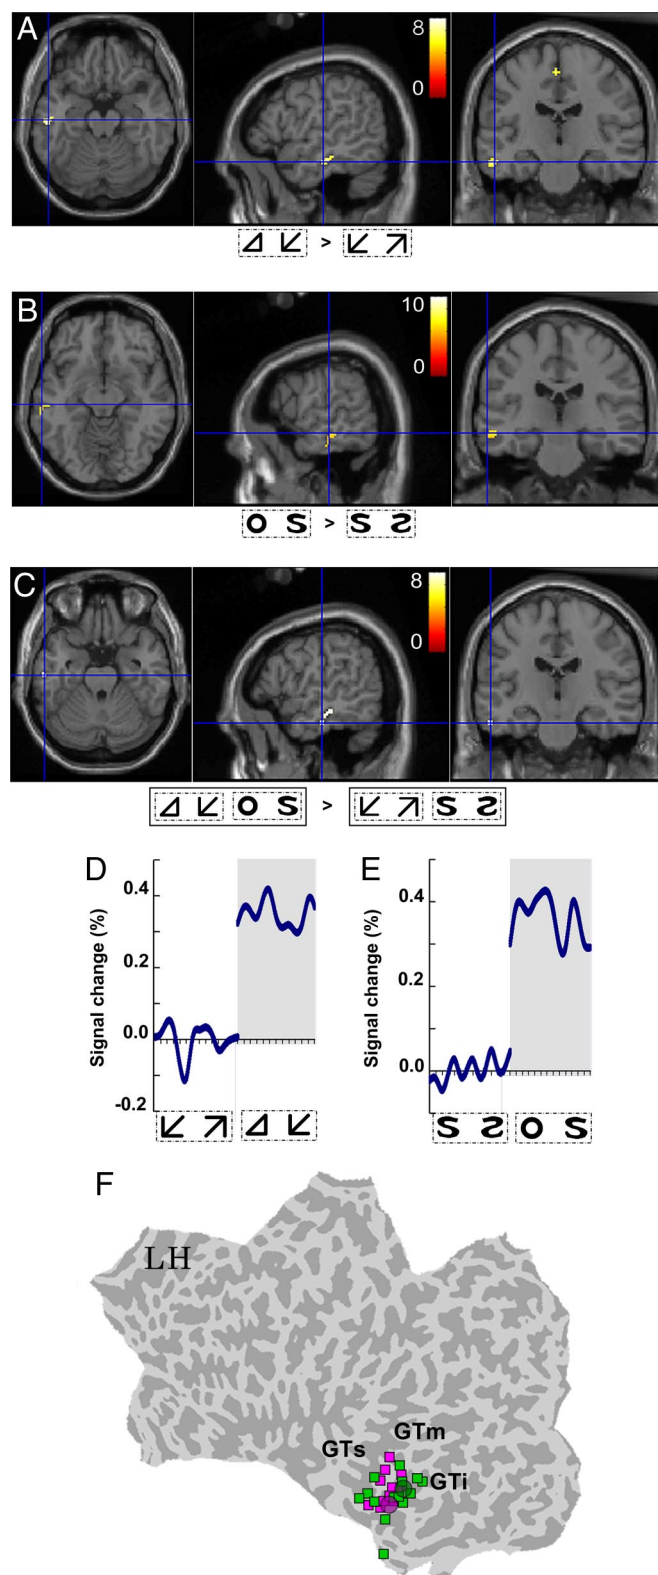 A
8
0
>
B
10
0
O S > S S
C
8
0
O S > S S
D
E
Signal change (%)
0.4
0.2
0.0
-0.2
Signal change (%)
0.4
0.2
0.0
S S O S
F
LH
GTm
GTs
GTi